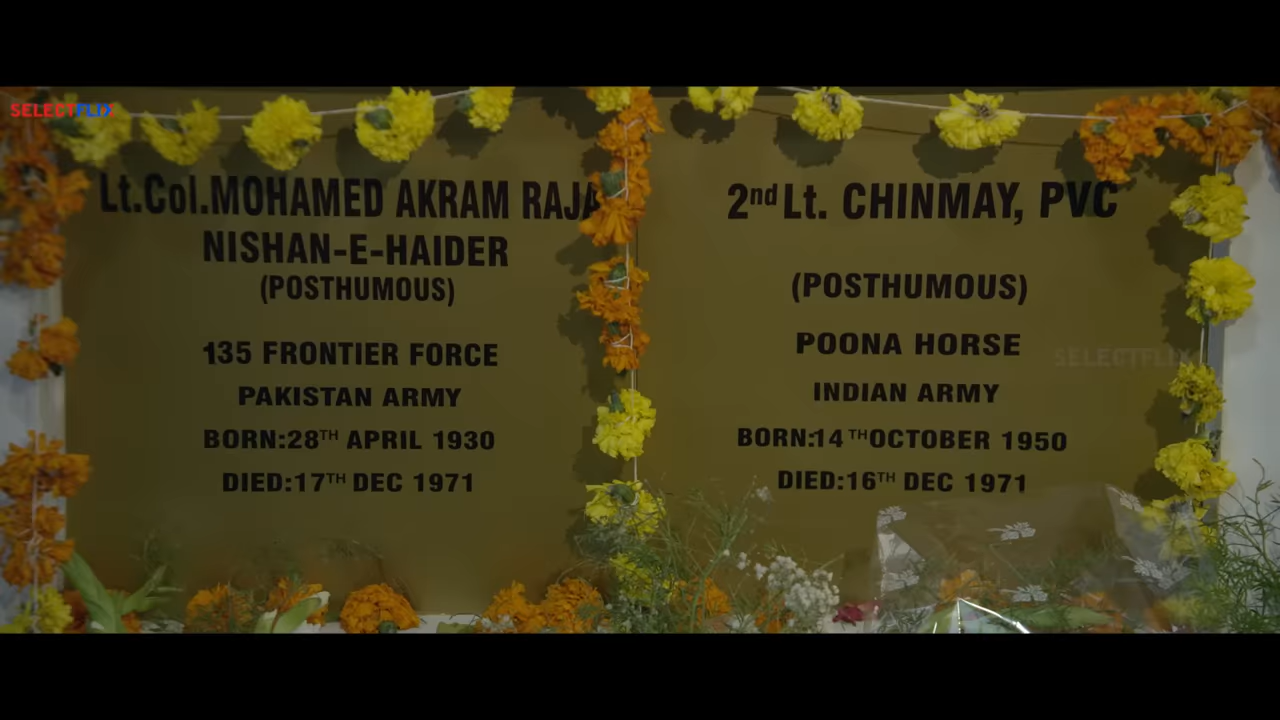 SELECTFLIX
Lt.Col.MOHAMED AKRAM RAJA
NISHAN-E-HAIDER
(POSTHUMOUS)
135 FRONTIER FORCE
PAKISTAN ARMY
BORN:28TH APRIL 1930
DIED:17TH DEC 1971
2nd Lt. CHINMAY, PVC
(POSTHUMOUS)
POONA HORSE
INDIAN ARMY
BORN:14THOCTOBER 1950
DIED:16TH DEC 1971
SELECTFLIX